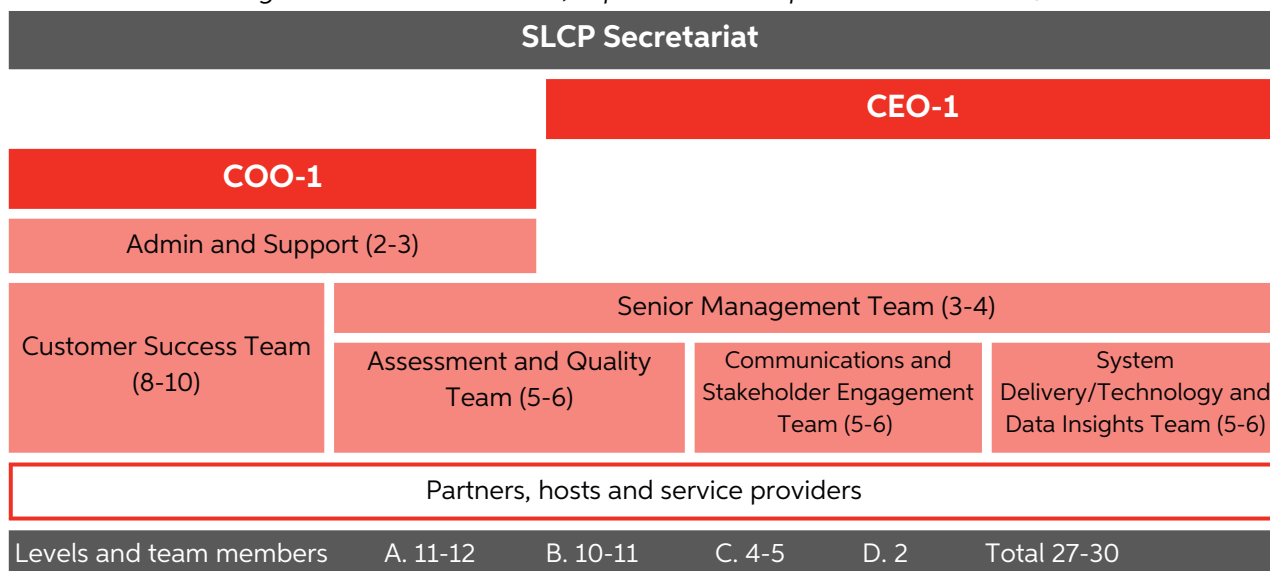 SLCP Secretariat
CEO-1
COO-1
Admin and Support (2-3)
Senior Management Team (3-4)
Customer Success Team
(8-10)
Assessment and Quality
Team (5-6)
Communications and
Stakeholder Engagement
Team (5-6)
System
Delivery/Technology and
Data Insights Team (5-6)
Partners, hosts and service providers
Levels and team members A. 11-12 B. 10-11 C. 4-5 D. 2 Total 27-30